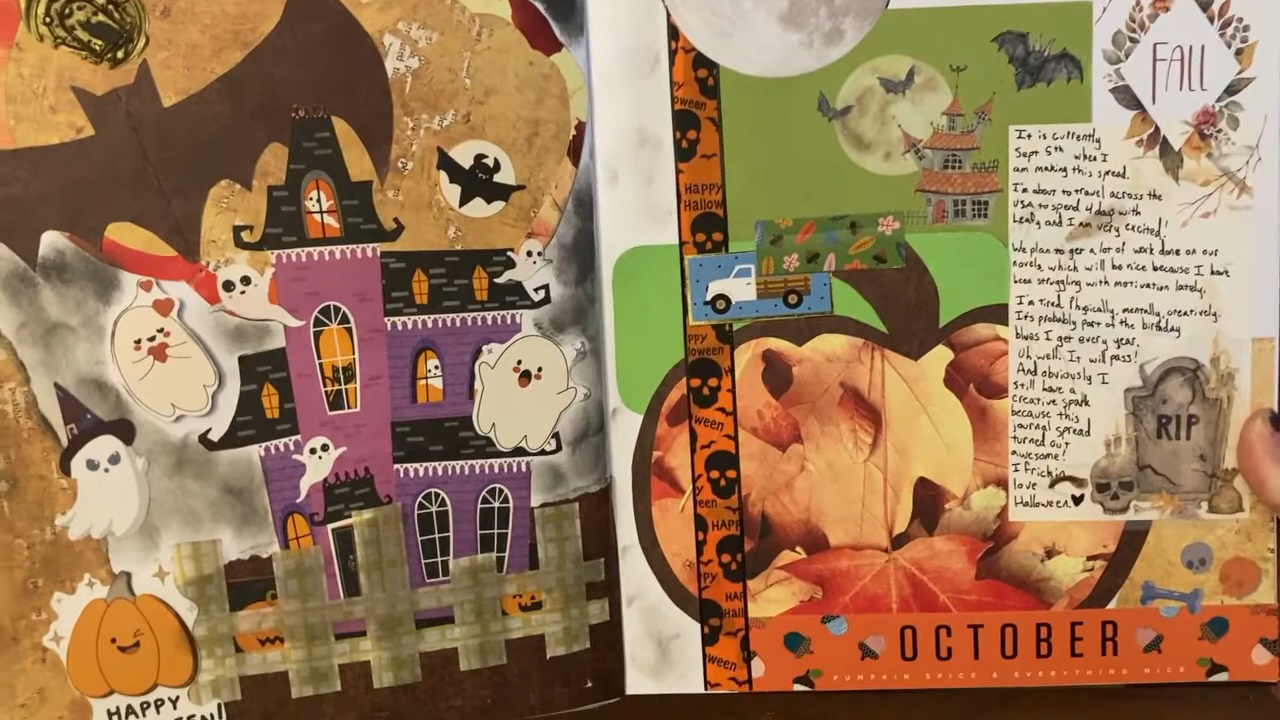 HAPPY
FALL
It is currently
Sept 5th when I
am making this spread.
I'm about to travel across the
USA to spend 4 days with
Leafy and I am very excited!
We plan to get a lot of work done on our
novels, which will be nice because I have
been struggling with motivation lately.
I'm tired. Physically, mentally, creatively.
It's probably part of the birthday
blues I get every year.
Oh well. It will pass!
And obviously I
still have a
creative spark
because this
journal spread
turned out
awesome!
I frickin
love
Halloween.
RIP
HAPPY
Hallow
ween
OCTOBER
PUMPKIN SPICE & EVERYTHING NICE